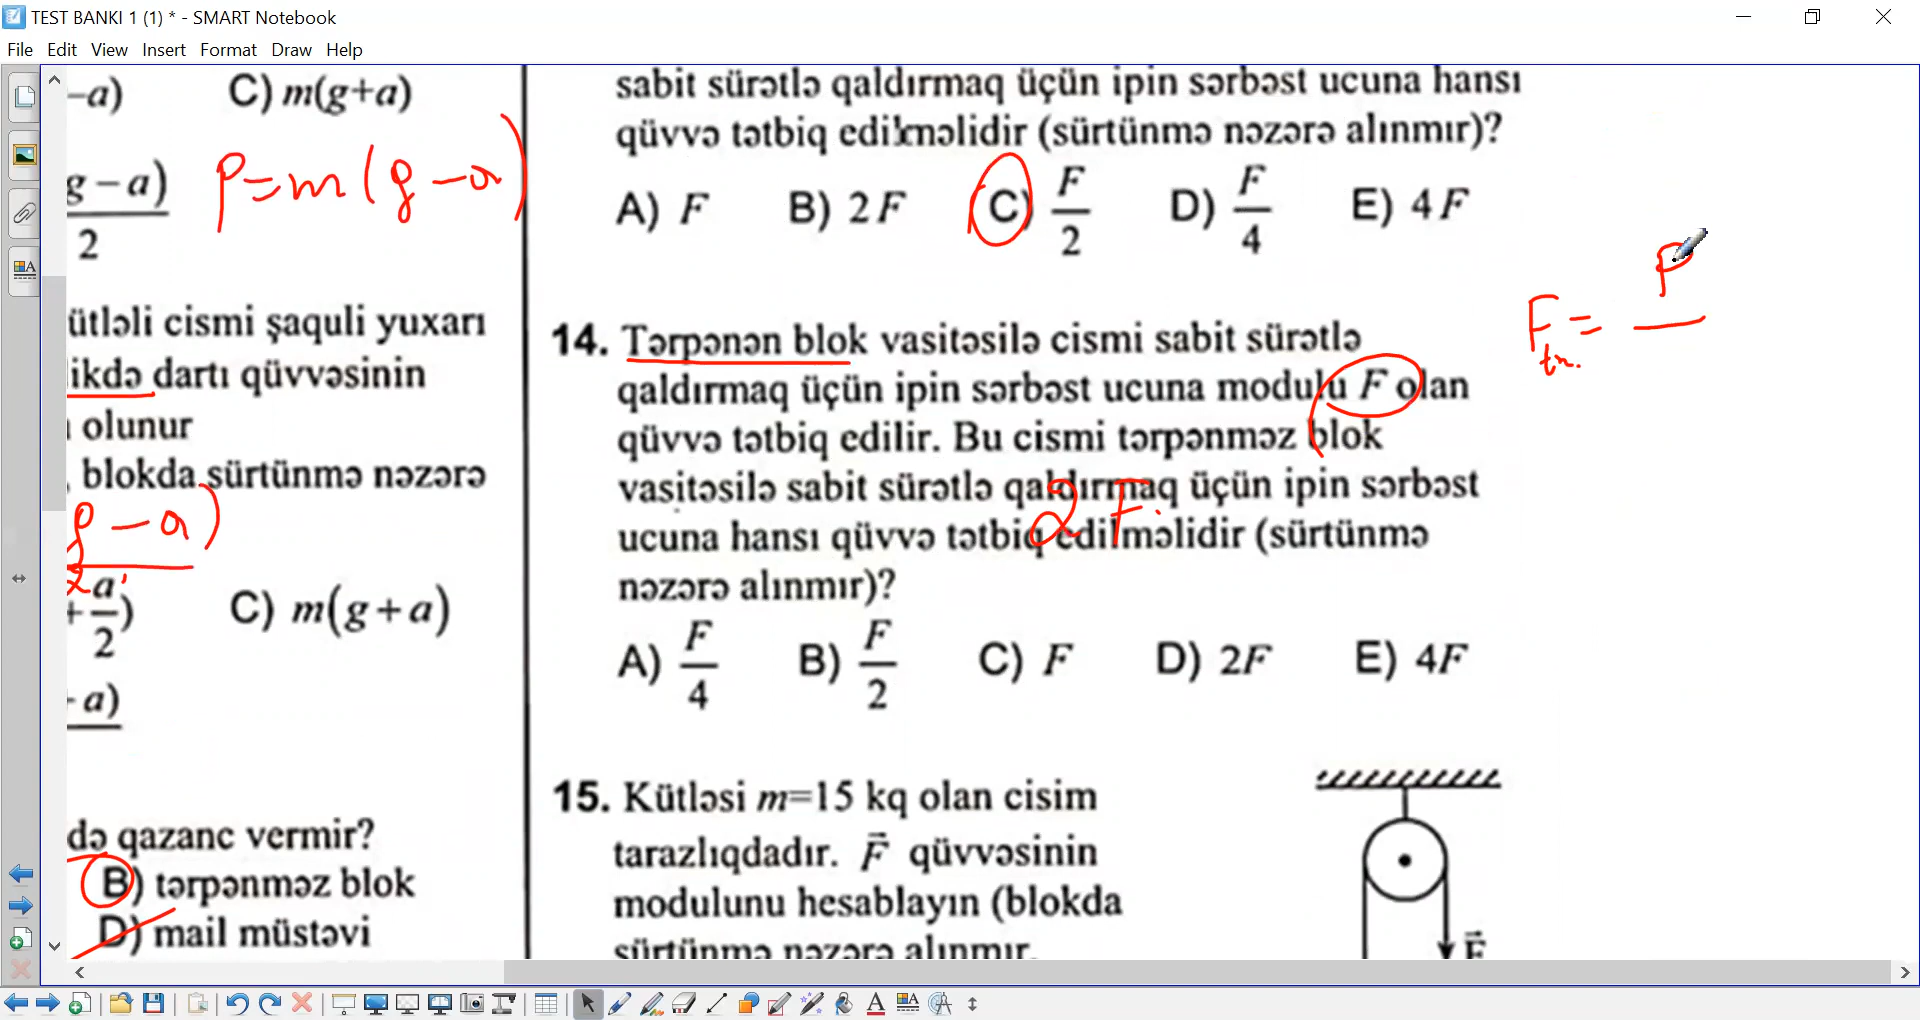 TEST BANKI 1 (1) * - SMART Notebook
File Edit View Insert Format Draw Help
-a) C) m(g+a)
g-a)
2
P=m(g-a)
ütləli cismi şaquli yuxarı
ikdə dartı qüvvəsinin
olunur
blokda sürtünmə nəzərə
g-a)
2
+a/2) C) m(g+a)
-a)
də qazanc vermir?
B) tərpənməz blok
D) mail müstəvi
sabit sürətlə qaldırmaq üçün ipin sərbəst ucuna hansı
qüvvə tətbiq edilməlidir (sürtünmə nəzərə alınmır)?
A) F B) 2F C) F/2 D) F/4 E) 4F
14. Tərpənən blok vasitəsilə cismi sabit sürətlə
qaldırmaq üçün ipin sərbəst ucuna modulu F olan
qüvvə tətbiq edilir. Bu cismi tərpənməz blok
vasitəsilə sabit sürətlə qaldırmaq üçün ipin sərbəst
ucuna hansı qüvvə tətbiq edilməlidir (sürtünmə
nəzərə alınmır)?
2F.
A) F/4 B) F/2 C) F D) 2F E) 4F
15. Kütləsi m=15 kq olan cisim
tarazlıqdadır. F⃗ qüvvəsinin
modulunu hesablayın (blokda
sürtünmə nəzərə alınmır.
F⃗
F = P